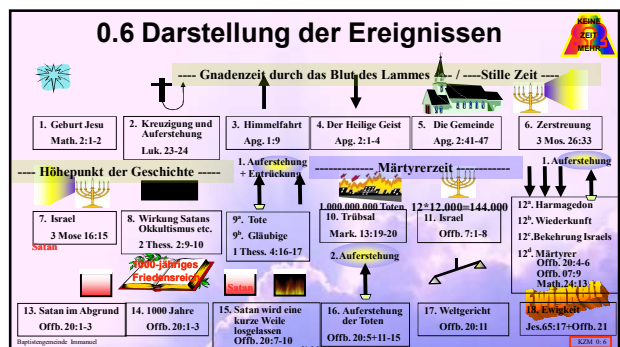 0.6 Darstellung der Ereignissen
KEINE
ZEIT
MEHR
---- Gnadenzeit durch das Blut des Lammes ---- / ----Stille Zeit ----
1. Geburt Jesu
Math. 2:1-2
2. Kreuzigung und
Auferstehung
Luk. 23-24
3. Himmelfahrt
Apg. 1:9
4. Der Heilige Geist
Apg. 2:1-4
5. Die Gemeinde
Apg. 2:41-47
6. Zerstreuung
3 Mos. 26:33
---- Höhepunkt der Geschichte -----
1. Auferstehung
+ Entrückung
------------ Märtyrerzeit -----------
1. Auferstehung
7. Israel
3 Mose 16:15
Satan
8. Wirkung Satans
Okkultismus etc.
2 Thess. 2:9-10
9a. Tote
9b. Gläubige
1 Thess. 4:16-17
1.000.000.000 Toten
10. Trübsal
Mark. 13:19-20
12*12.000=144.000
11. Israel
Offb. 7:1-8
12a. Harmagedon
12b. Wiederkunft
12c.Bekehrung Israels
12d. Märtyrer
Offb. 20:4-6
Offb. 07:9
Math.24:13
1000-jähriges
Friedensreich
Satan
2.Auferstehung
Ewigkeit
13. Satan im Abgrund
Offb. 20:1-3
14. 1000 Jahre
Offb. 20:1-3
15. Satan wird eine
kurze Weile
losgelassen
Offb. 20:7-10
16. Auferstehung
der Toten
Offb. 20:5+11-15
17. Weltgericht
Offb. 20:11
18. Ewigkeit
Jes.65:17+Offb. 21
Baptistengemeinde Immanuel
KZM 0: 6